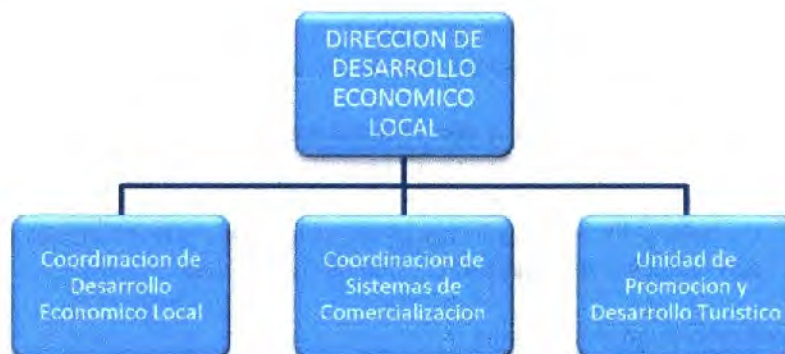 DIRECCION DE
DESARROLLO
ECONOMICO
LOCAL
Coordinacion de
Desarrollo
Economico Local
Coordinacion de
Sistemas de
Comercializacion
Unidad de
Promocion y
Desarrollo Turistico